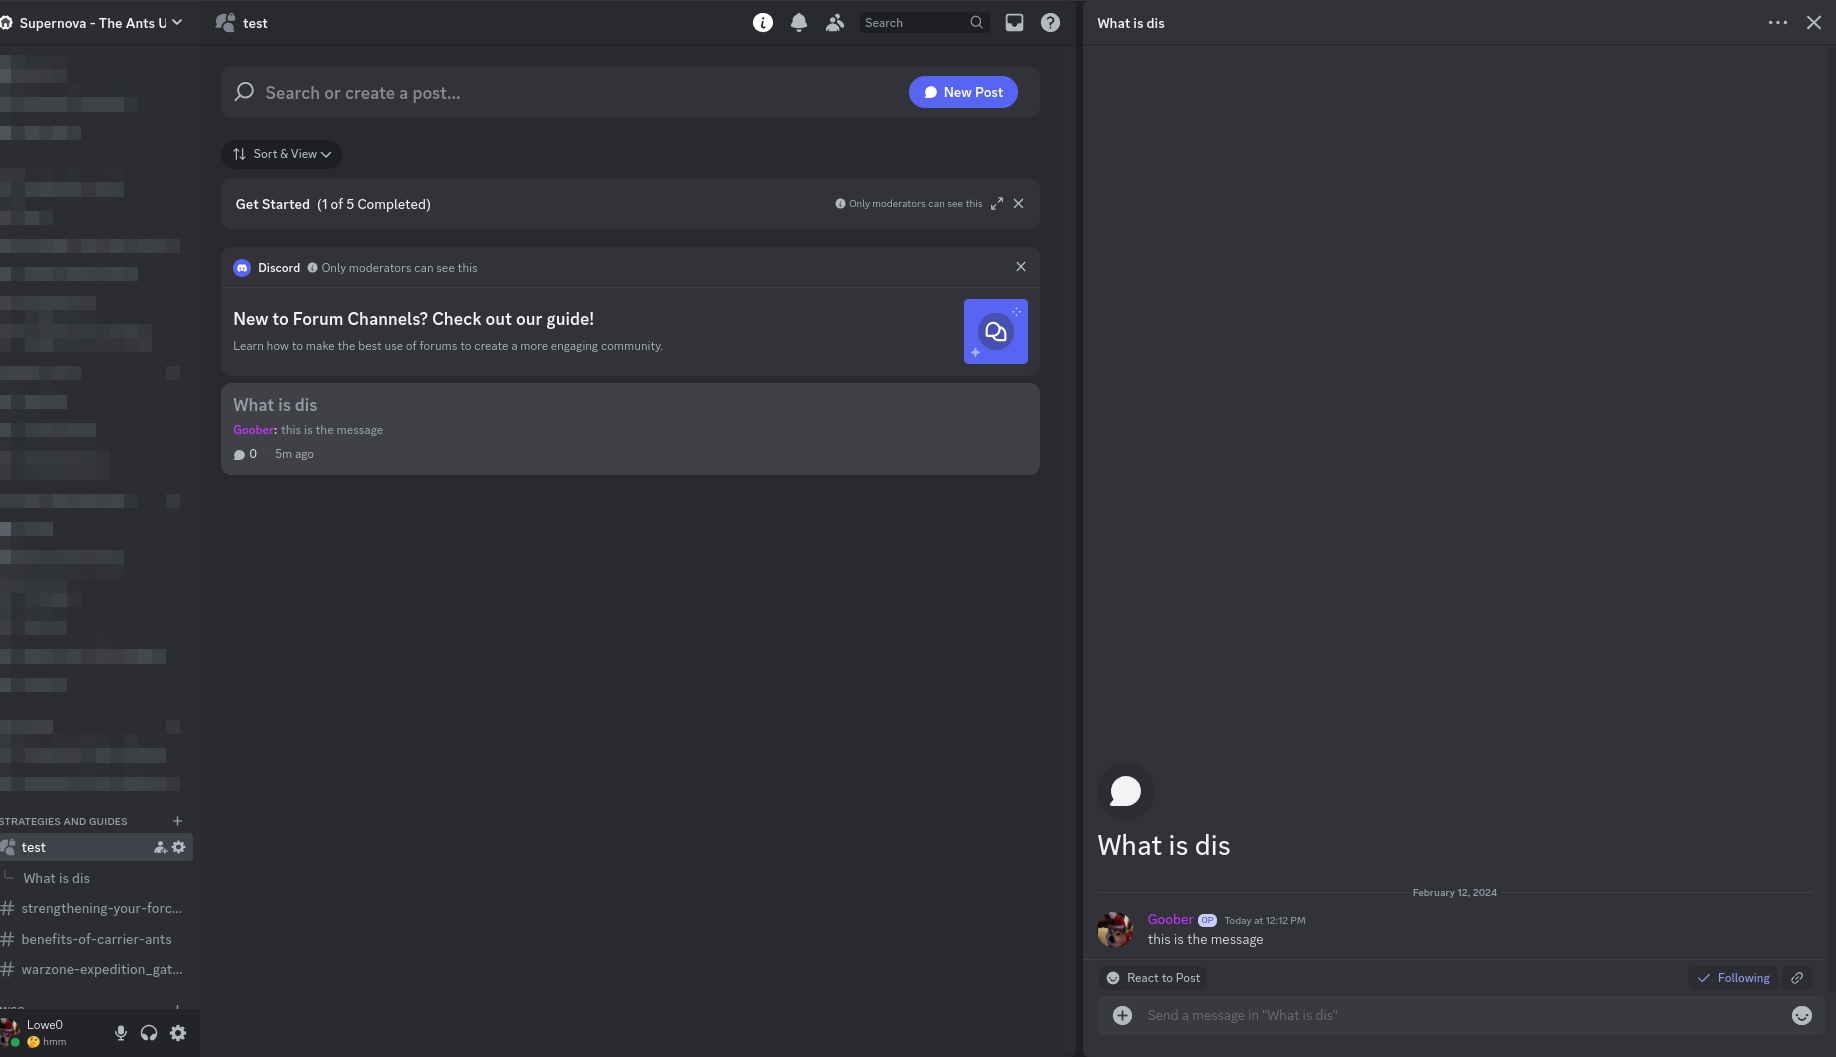 Supernova - The Ants U
test
Search
What is dis
Search or create a post...
New Post
Sort & View
Get Started (1 of 5 Completed)
Only moderators can see this
Discord Only moderators can see this
New to Forum Channels? Check out our guide!
Learn how to make the best use of forums to create a more engaging community.
What is dis
Goober: this is the message
0 5m ago
STRATEGIES AND GUIDES
test
What is dis
# strengthening-your-forc...
# benefits-of-carrier-ants
# warzone-expedition_gat...
Lowe0
🤔 hmm
What is dis
February 12, 2024
Goober OP Today at 12:12 PM
this is the message
React to Post
Following
Send a message in "What is dis"